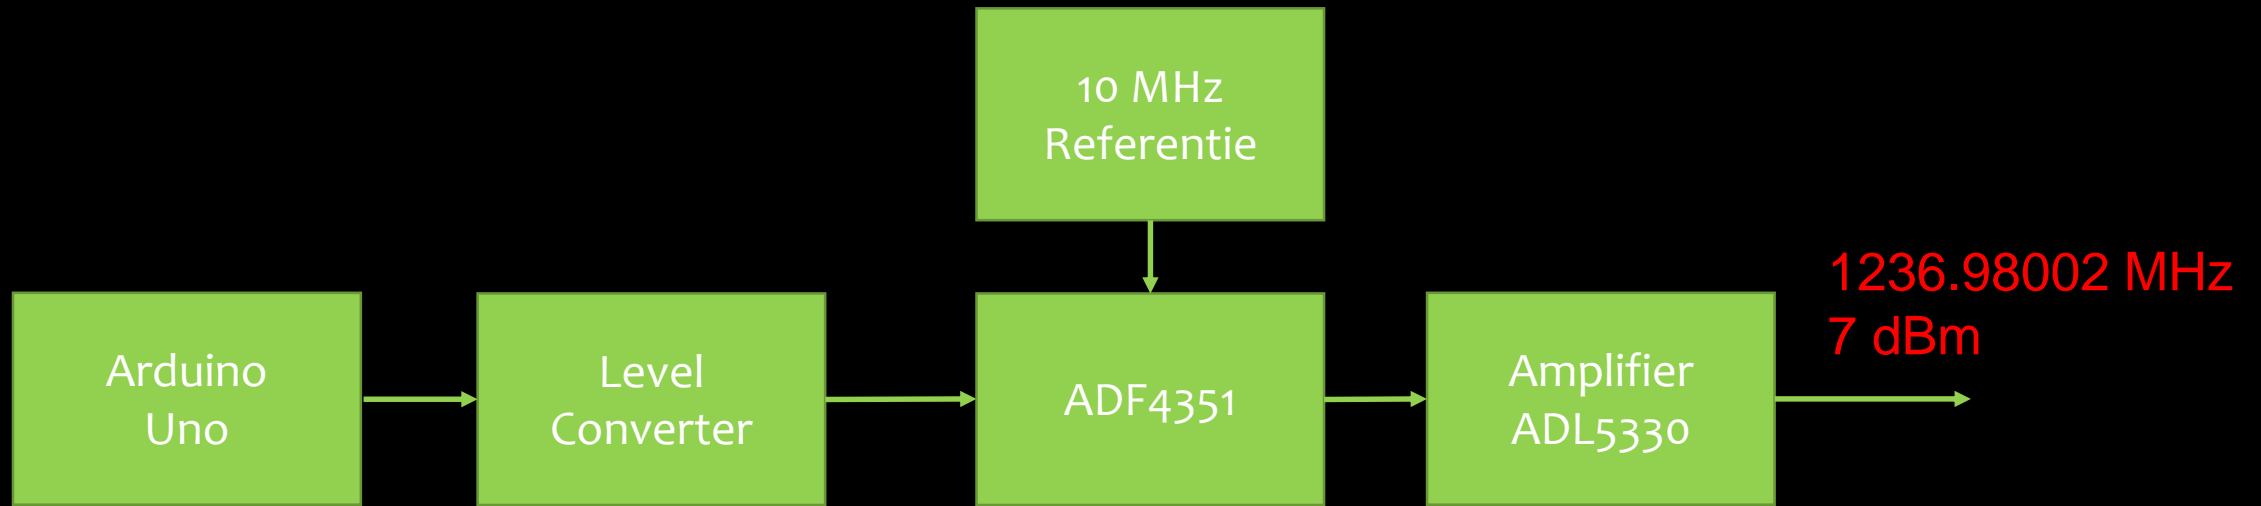 10 MHz
Referentie
Arduino
Uno
Level
Converter
ADF4351
Amplifier
ADL5330
1236.98002 MHz
7 dBm